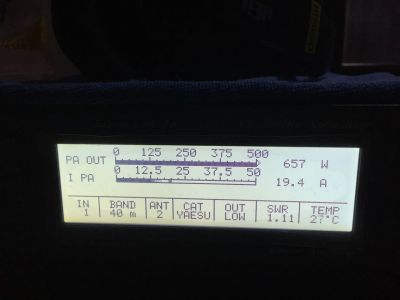 0 125 250 375 500
PA OUT 657 W
0 12.5 25 37.5 50
I PA 19.4 A
IN BAND ANT CAT OUT SWR TEMP
1 40 m 2 YAESU LOW 1.11